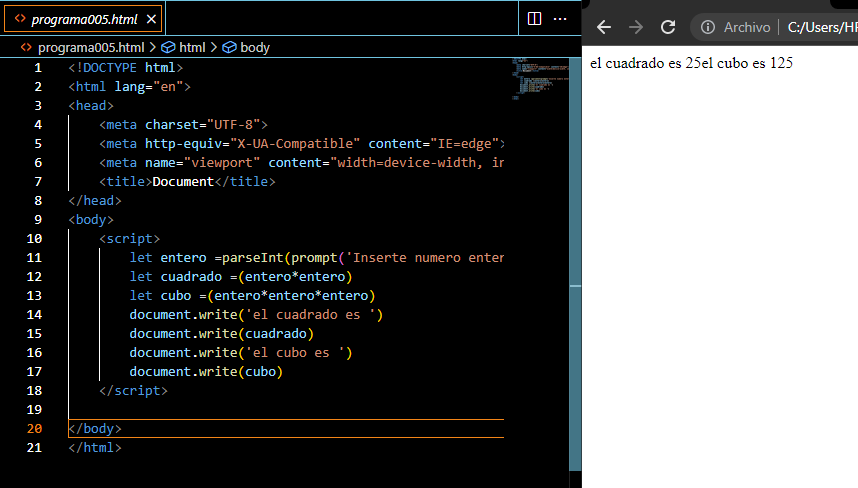 programa005.html
programa005.html > html > body
1 <!DOCTYPE html>
2 <html lang="en">
3 <head>
4 <meta charset="UTF-8">
5 <meta http-equiv="X-UA-Compatible" content="IE=edge">
6 <meta name="viewport" content="width=device-width, in
7 <title>Document</title>
8 </head>
9 <body>
10 <script>
11 let entero =parseInt(prompt('Inserte numero enter
12 let cuadrado =(entero*entero)
13 let cubo =(entero*entero*entero)
14 document.write('el cuadrado es ')
15 document.write(cuadrado)
16 document.write('el cubo es ')
17 document.write(cubo)
18 </script>
19
20 </body>
21 </html>
Archivo | C:/Users/HP
el cuadrado es 25el cubo es 125